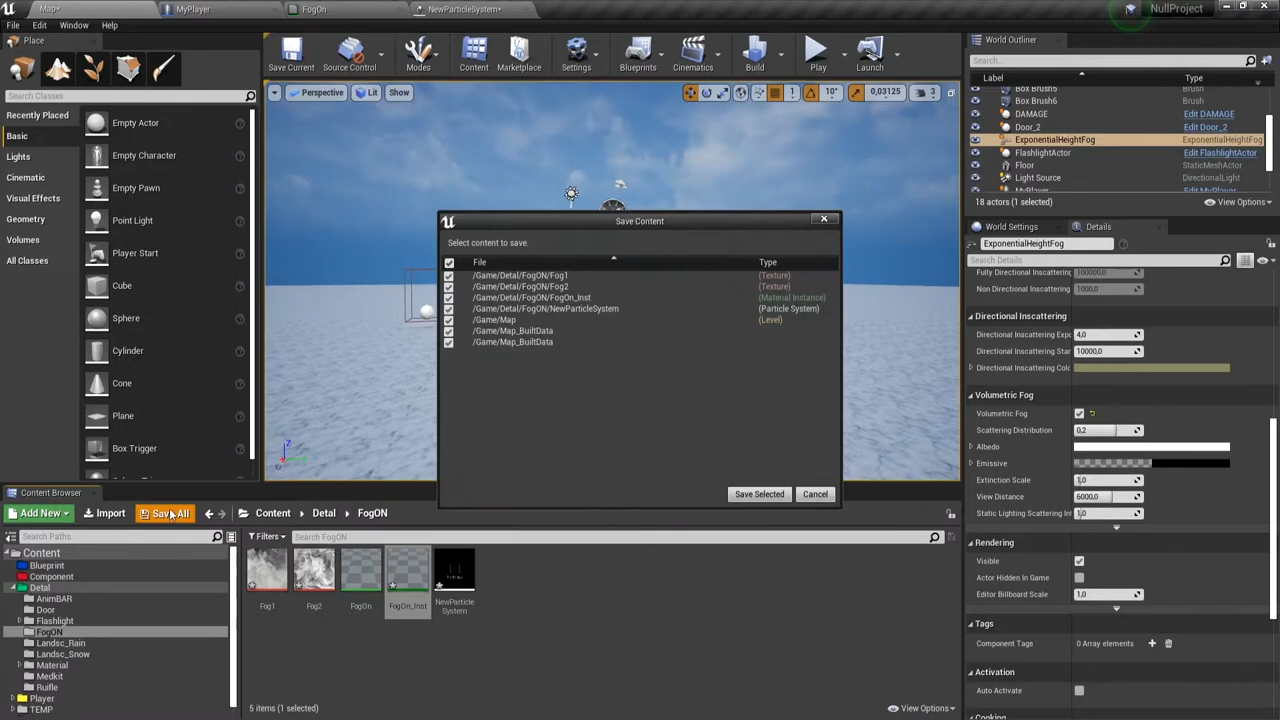 Map*
MyPlayer
FogOn
NewParticleSystem*
NullProject
File Edit Window Help
Place
Search Classes
Recently Placed
Basic
Lights
Cinematic
Visual Effects
Geometry
Volumes
All Classes
Empty Actor
Empty Character
Empty Pawn
Point Light
Player Start
Cube
Sphere
Cylinder
Cone
Plane
Box Trigger
Save Current
Source Control
Modes
Content
Marketplace
Settings
Blueprints
Cinematics
Build
Play
Launch
Perspective
Lit
Show
1
10°
0,03125
3
Save Content
Select content to save.
File Type
/Game/Detal/FogON/Fog1 (Texture)
/Game/Detal/FogON/Fog2 (Texture)
/Game/Detal/FogON/FogOn_Inst (Material Instance)
/Game/Detal/FogON/NewParticleSystem (Particle System)
/Game/Map (Level)
/Game/Map_BuiltData
/Game/Map_BuiltData
Save Selected
Cancel
World Outliner
Search...
Label Type
Box Brush5 Brush
Box Brush6 Brush
DAMAGE Edit DAMAGE
Door_2 Edit Door_2
ExponentialHeightFog ExponentialHeightFog
FlashlightActor Edit FlashlightActor
Floor StaticMeshActor
Light Source DirectionalLight
MyPlayer Edit MyPlayer
18 actors (1 selected)
View Options
World Settings
Details
ExponentialHeightFog
Search Details
Fully Directional Inscattering 100000,0
Non Directional Inscattering 1000,0
Directional Inscattering
Directional Inscattering Expo 4,0
Directional Inscattering Star 10000,0
Directional Inscattering Colo
Volumetric Fog
Volumetric Fog
Scattering Distribution 0,2
Albedo
Emissive
Extinction Scale 1,0
View Distance 6000,0
Static Lighting Scattering Int 1,0
Rendering
Visible
Actor Hidden In Game
Editor Billboard Scale 1,0
Tags
Component Tags 0 Array elements
Activation
Auto Activate
Cooking
Content Browser
Add New
Import
Save All
Content
Detal
FogON
Search Paths
Filters
Search FogON
Content
Blueprint
Component
Detal
AnimBAR
Door
Flashlight
FogON
Landsc_Rain
Landsc_Snow
Material
Medkit
Ruifle
Player
TEMP
Fog1
Fog2
FogOn
FogOn_Inst
NewParticle
System
5 items (1 selected)
View Options
Z